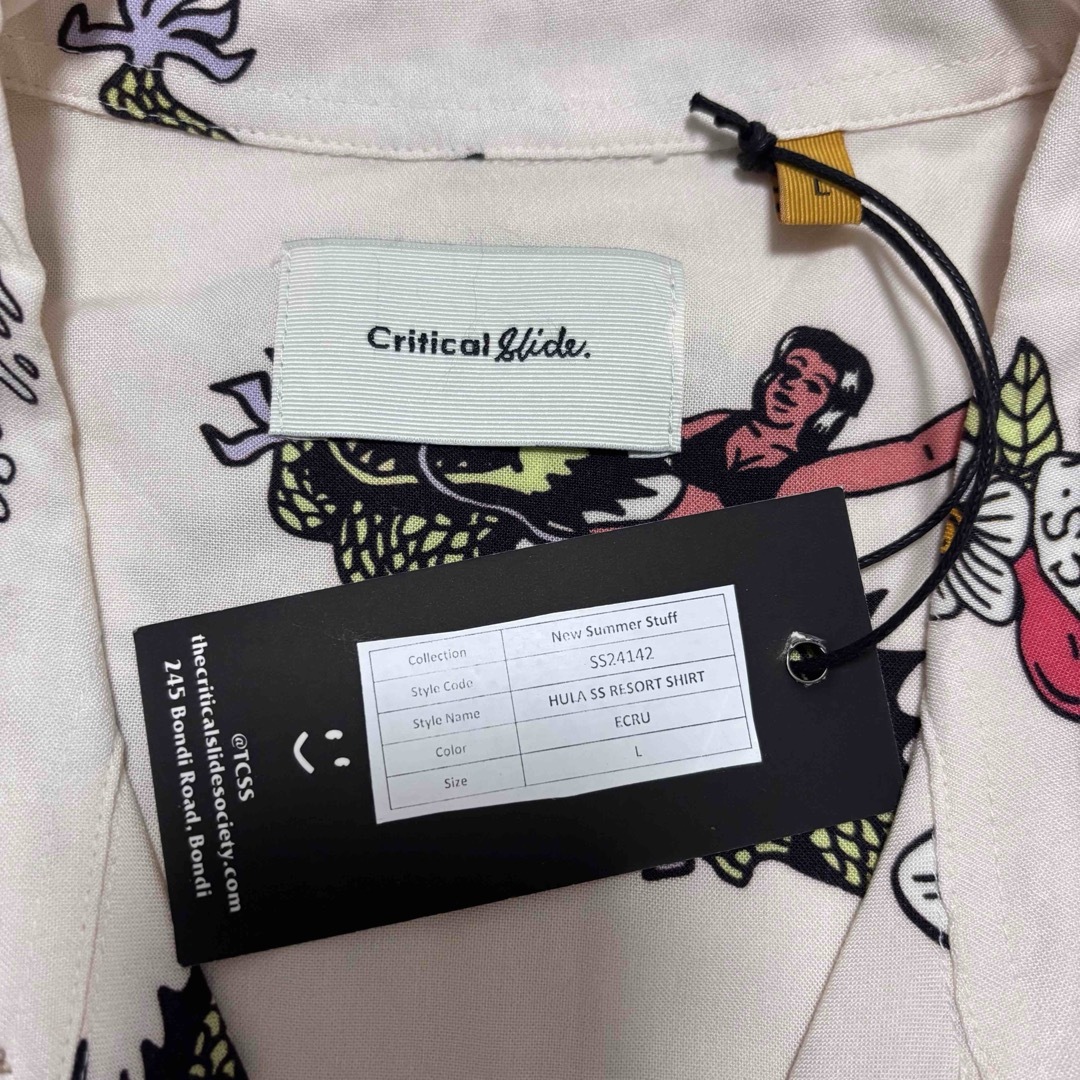 L
Critical Slide.
Collection New Summer Stuff
Style Code SS24142
Style Name HULA SS RESORT SHIRT
Color ECRU
Size L
@TCSS
thecriticalslidesociety.com
245 Bondi Road, Bondi